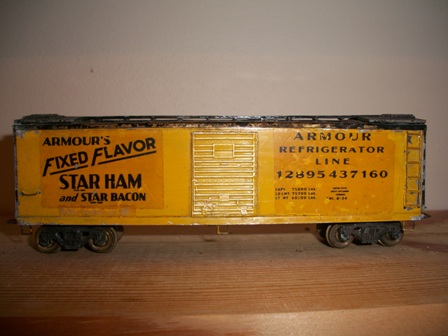 ARMOUR'S
FIXED FLAVOR
STAR HAM
and STAR BACON
ARMOUR
REFRIGERATOR
LINE
12895437160